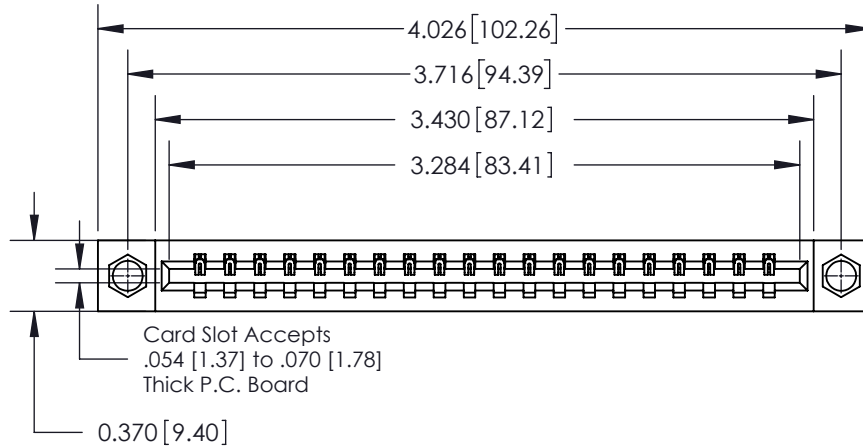 4.026[102.26]
3.716[94.39]
3.430[87.12]
3.284[83.41]
Card Slot Accepts
.054 [1.37] to .070 [1.78]
Thick P.C. Board
0.370[9.40]